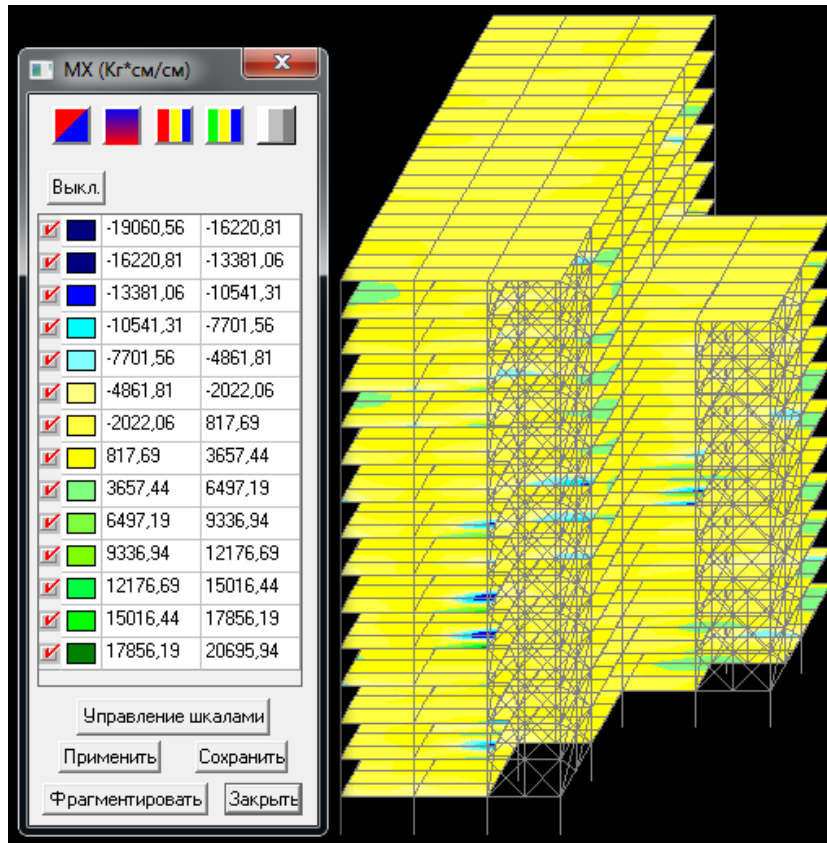 MX (Кг*см/см)
Выкл.
-19060,56 -16220,81
-16220,81 -13381,06
-13381,06 -10541,31
-10541,31 -7701,56
-7701,56 -4861,81
-4861,81 -2022,06
-2022,06 817,69
817,69 3657,44
3657,44 6497,19
6497,19 9336,94
9336,94 12176,69
12176,69 15016,44
15016,44 17856,19
17856,19 20695,94
Управление шкалами
Применить Сохранить
Фрагментировать Закрыть